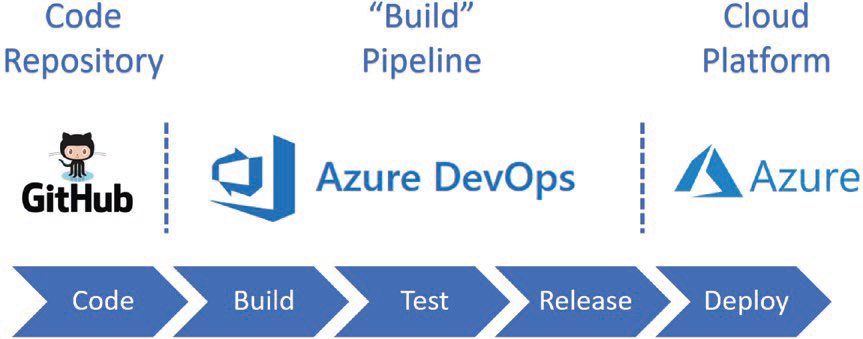 Code
Repository
“Build”
Pipeline
Cloud
Platform
GitHub
Azure DevOps
Azure
Code
Build
Test
Release
Deploy